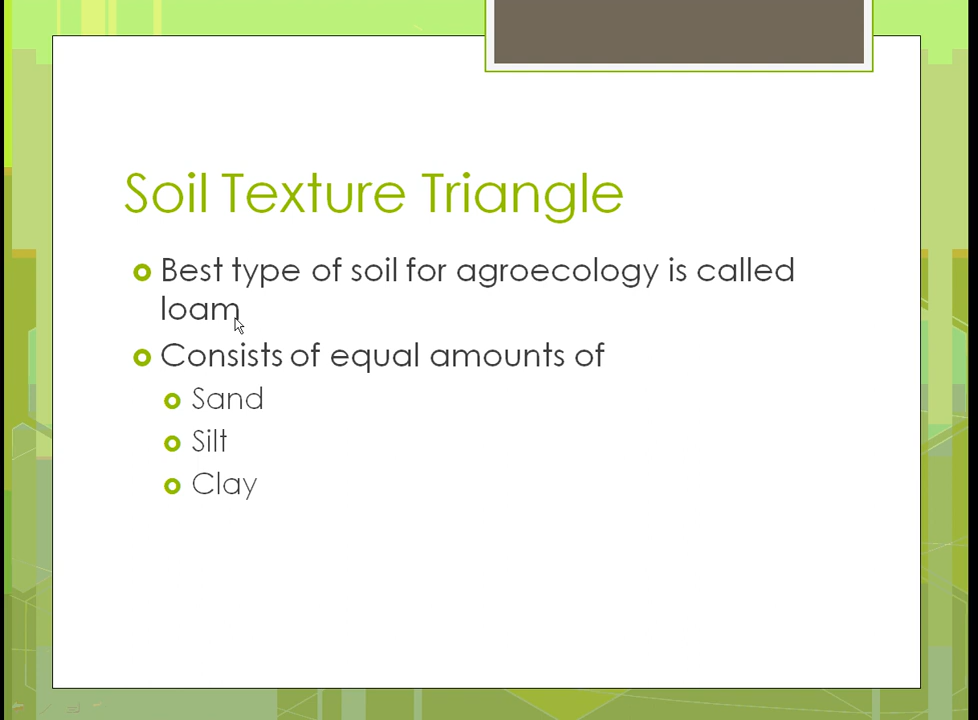 Soil Texture Triangle
Best type of soil for agroecology is called
loam
Consists of equal amounts of
Sand
Silt
Clay